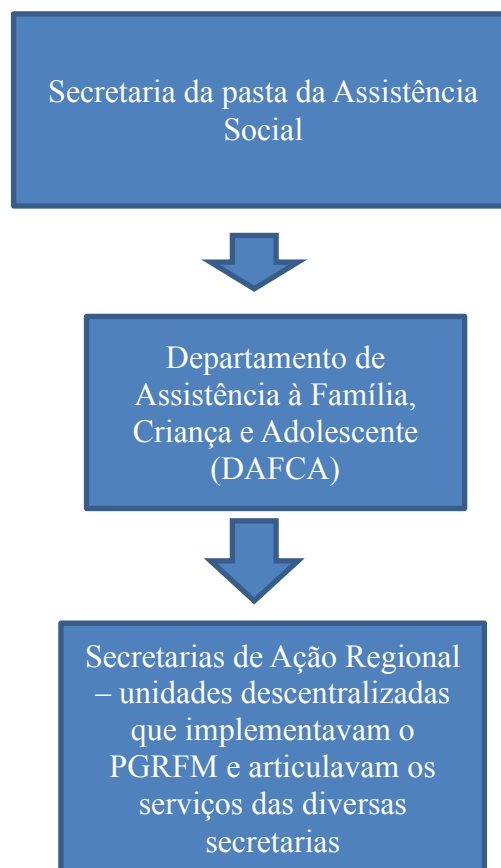 Secretaria da pasta da Assistência
Social
Departamento de
Assistência à Família,
Criança e Adolescente
(DAFCA)
Secretarias de Ação Regional
– unidades descentralizadas
que implementavam o
PGRFM e articulavam os
serviços das diversas
secretarias